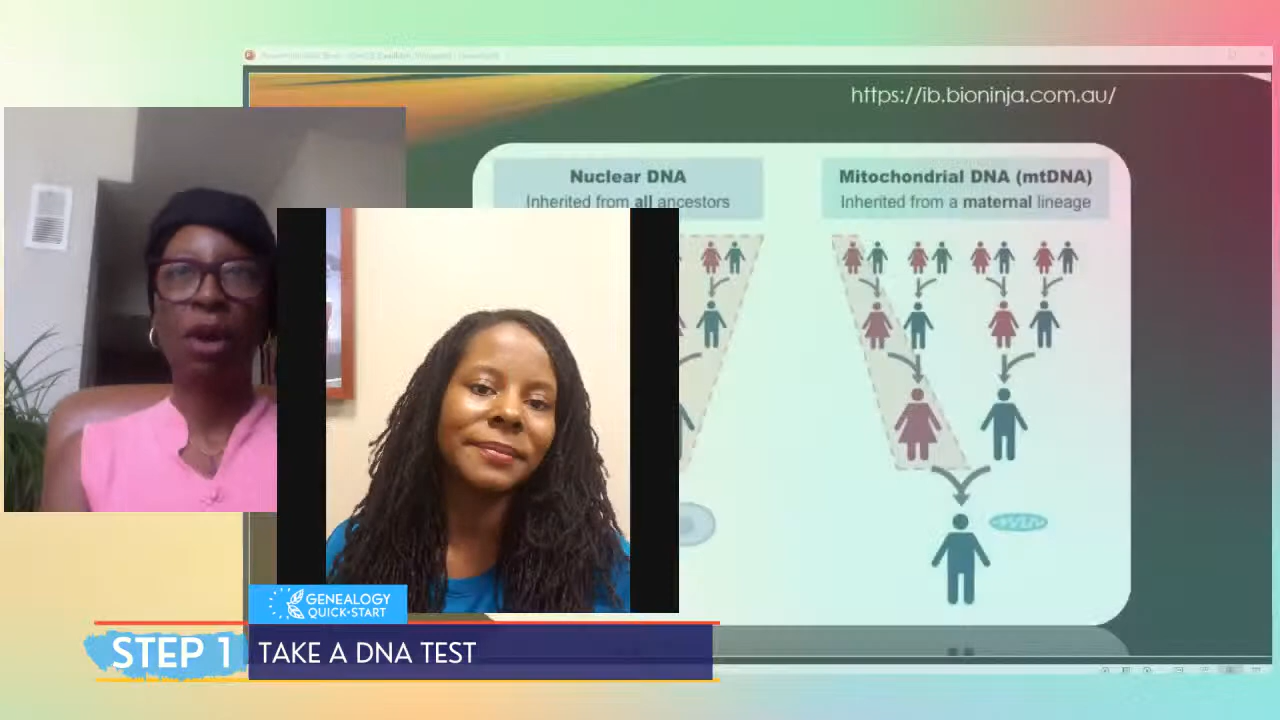 https://ib.bioninja.com.au/
Nuclear DNA
Inherited from all ancestors
Mitochondrial DNA (mtDNA)
Inherited from a maternal lineage
GENEALOGY
QUICK•START
STEP 1
TAKE A DNA TEST